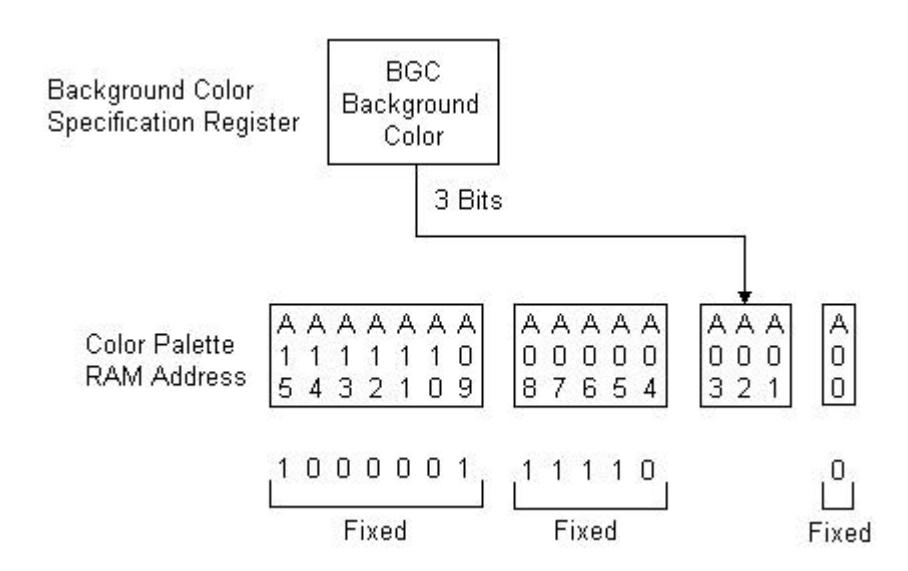 BGC
Background
Color
Background Color
Specification Register
3 Bits
Color Palette
RAM Address
A A A A A A A
1 1 1 1 1 1 0
5 4 3 2 1 0 9
A A A A A
0 0 0 0 0
8 7 6 5 4
A A A
0 0 0
3 2 1
A
0
0
1 0 0 0 0 0 1
1 1 1 1 0
0
Fixed
Fixed
Fixed